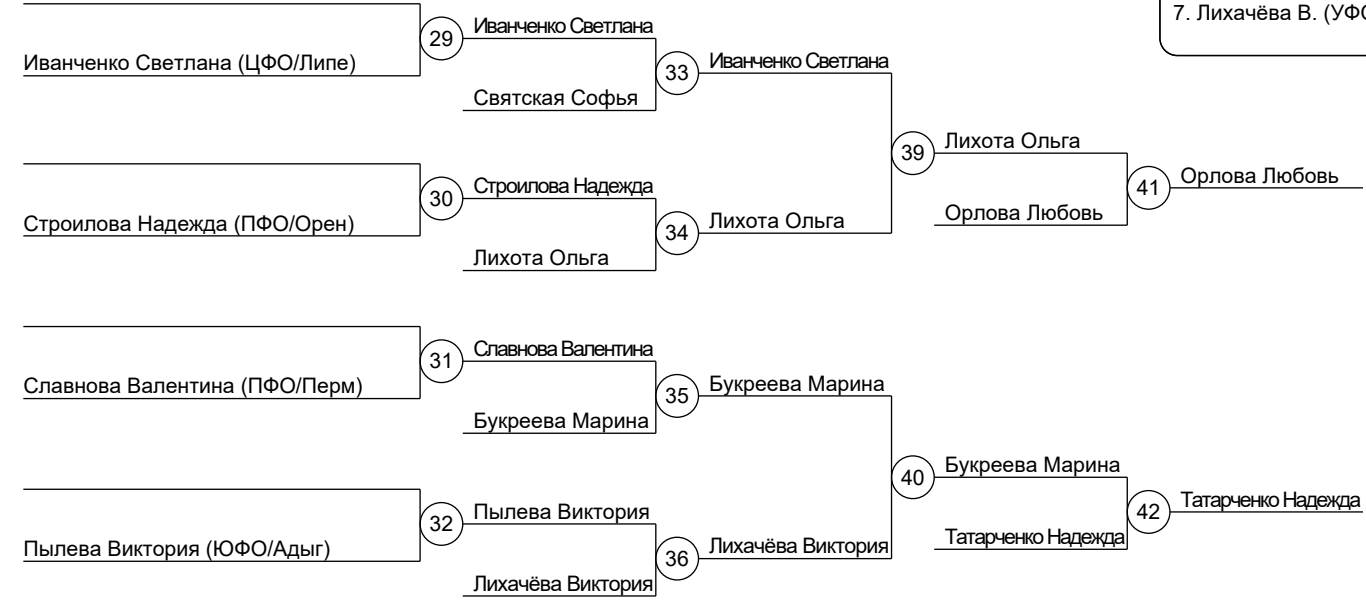 7. Лихачёва В. (УФО
29
Иванченко Светлана
Иванченко Светлана (ЦФО/Липе)
33
Иванченко Светлана
Святская Софья
39
Лихота Ольга
30
Строилова Надежда
41
Орлова Любовь
Строилова Надежда (ПФО/Орен)
34
Лихота Ольга
Орлова Любовь
Лихота Ольга
31
Славнова Валентина
Славнова Валентина (ПФО/Перм)
35
Букреева Марина
Букреева Марина
40
Букреева Марина
32
Пылева Виктория
42
Татарченко Надежда
Пылева Виктория (ЮФО/Адыг)
36
Лихачёва Виктория
Татарченко Надежда
Лихачёва Виктория